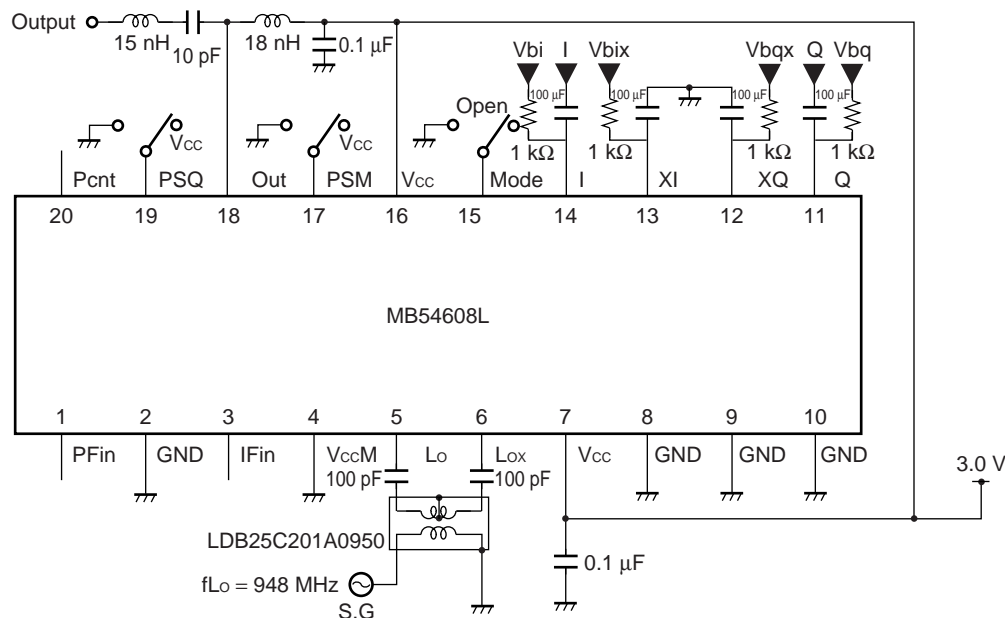 Output
15 nH
10 pF
18 nH
0.1 µF
Vbi I Vbix Vbqx Q Vbq
100 µF 100 µF 100 µF 100 µF
Open
VCC VCC
1 kΩ 1 kΩ 1 kΩ 1 kΩ
Pcnt PSQ Out PSM VCC Mode I XI XQ Q
20 19 18 17 16 15 14 13 12 11
MB54608L
1 2 3 4 5 6 7 8 9 10
PFin GND IFin VCCM LO LOX VCC GND GND GND
100 pF 100 pF
3.0 V
LDB25C201A0950
0.1 µF
fLO = 948 MHz
S.G